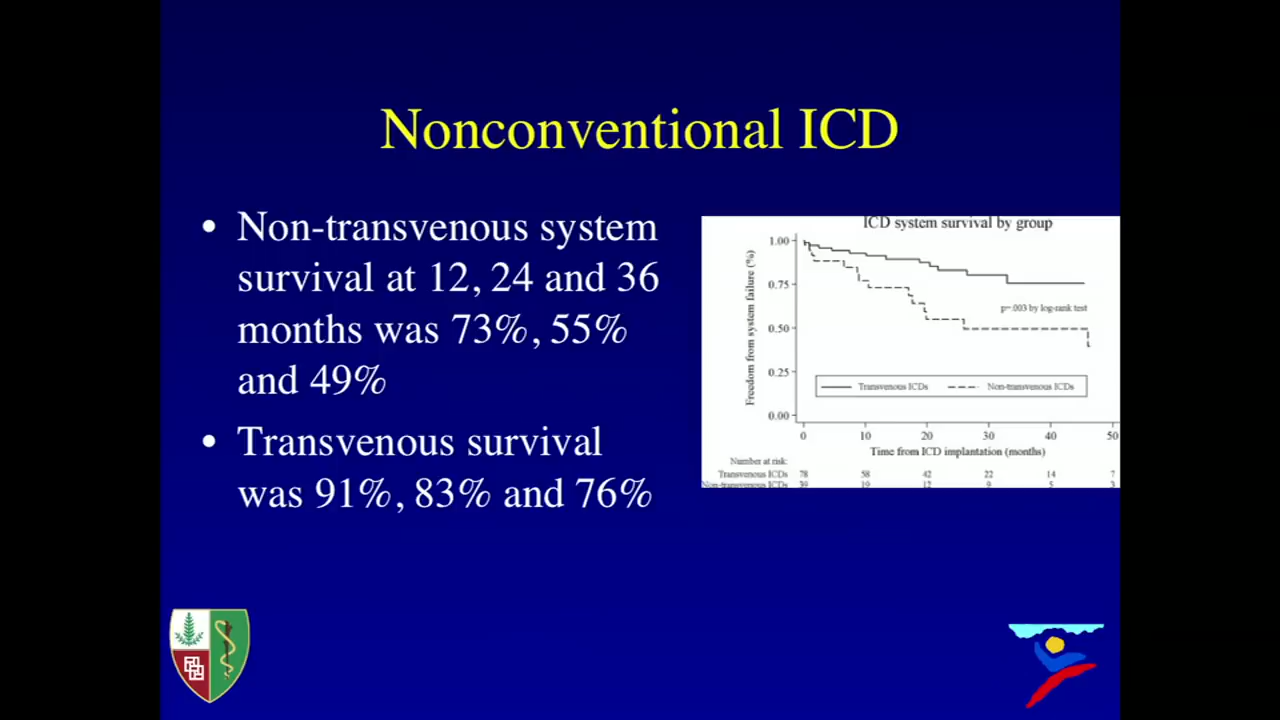 Nonconventional ICD
• Non-transvenous system
survival at 12, 24 and 36
months was 73%, 55%
and 49%
• Transvenous survival
was 91%, 83% and 76%
ICD system survival by group
Freedom from system failure (%)
1.00
0.75
0.50
0.25
0.00
p=.003 by log-rank test
Transvenous ICDs
Non-transvenous ICDs
0 10 20 30 40 50
Time from ICD implantation (months)
Number at risk:
Transvenous ICDs 78 58 42 22 14 7
Non-transvenous ICDs 39 19 12 9 5 3